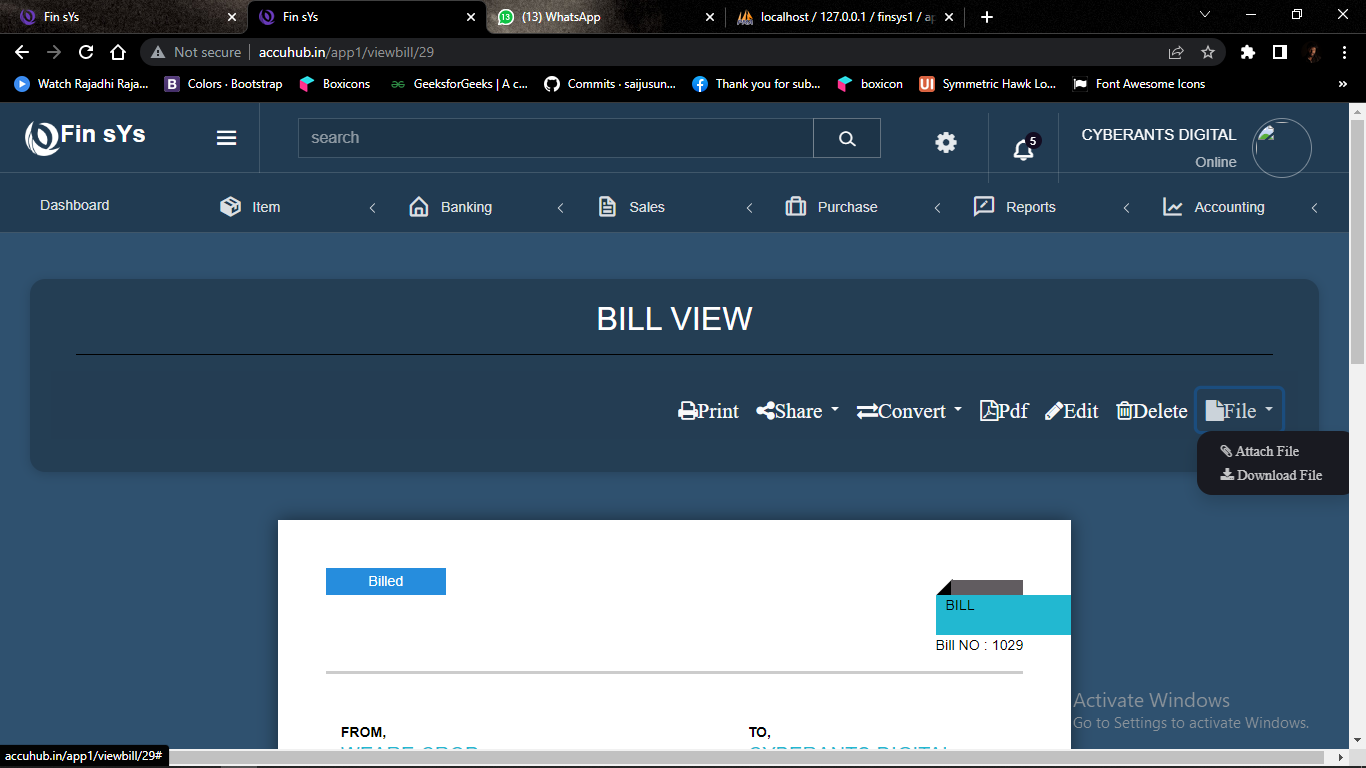 Fin sYs
Fin sYs
(13) WhatsApp
localhost / 127.0.0.1 / finsys1 / ap
Not secure accuhub.in/app1/viewbill/29
Watch Rajadhi Raja... Colors · Bootstrap Boxicons GeeksforGeeks | A c... Commits · saijusun... Thank you for sub... boxicon Symmetric Hawk Lo... Font Awesome Icons »
Fin sYs
search
5
CYBERANTS DIGITAL
Online
Dashboard Item Banking Sales Purchase Reports Accounting
BILL VIEW
Print Share Convert Pdf Edit Delete File
Attach File
Download File
Billed
BILL
Bill NO : 1029
FROM, TO,
CYBERANTS DIGITAL
Activate Windows
Go to Settings to activate Windows.
accuhub.in/app1/viewbill/29#